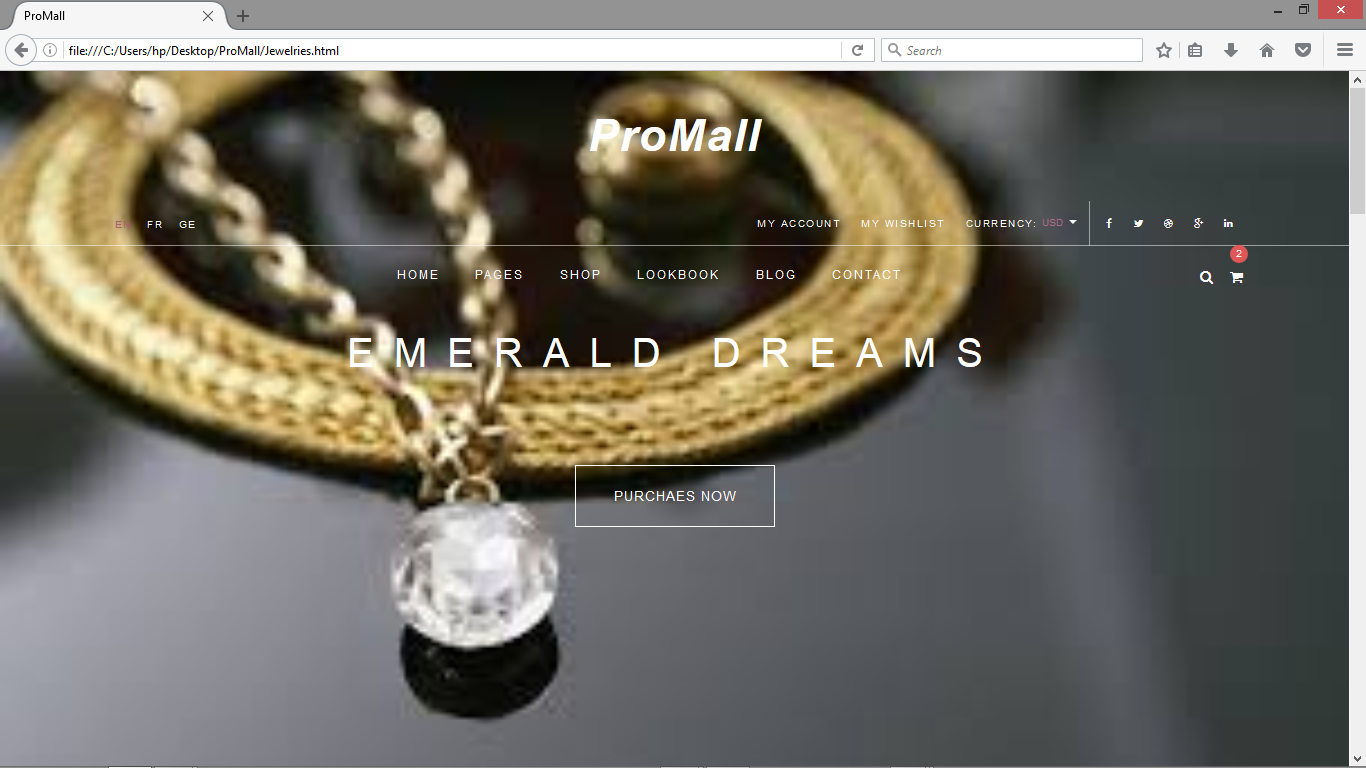 ProMall
file:///C:/Users/hp/Desktop/ProMall/Jewelries.html
Search
ProMall
EN FR GE
MY ACCOUNT MY WISHLIST CURRENCY: USD
2
HOME PAGES SHOP LOOKBOOK BLOG CONTACT
EMERALD DREAMS
PURCHAES NOW